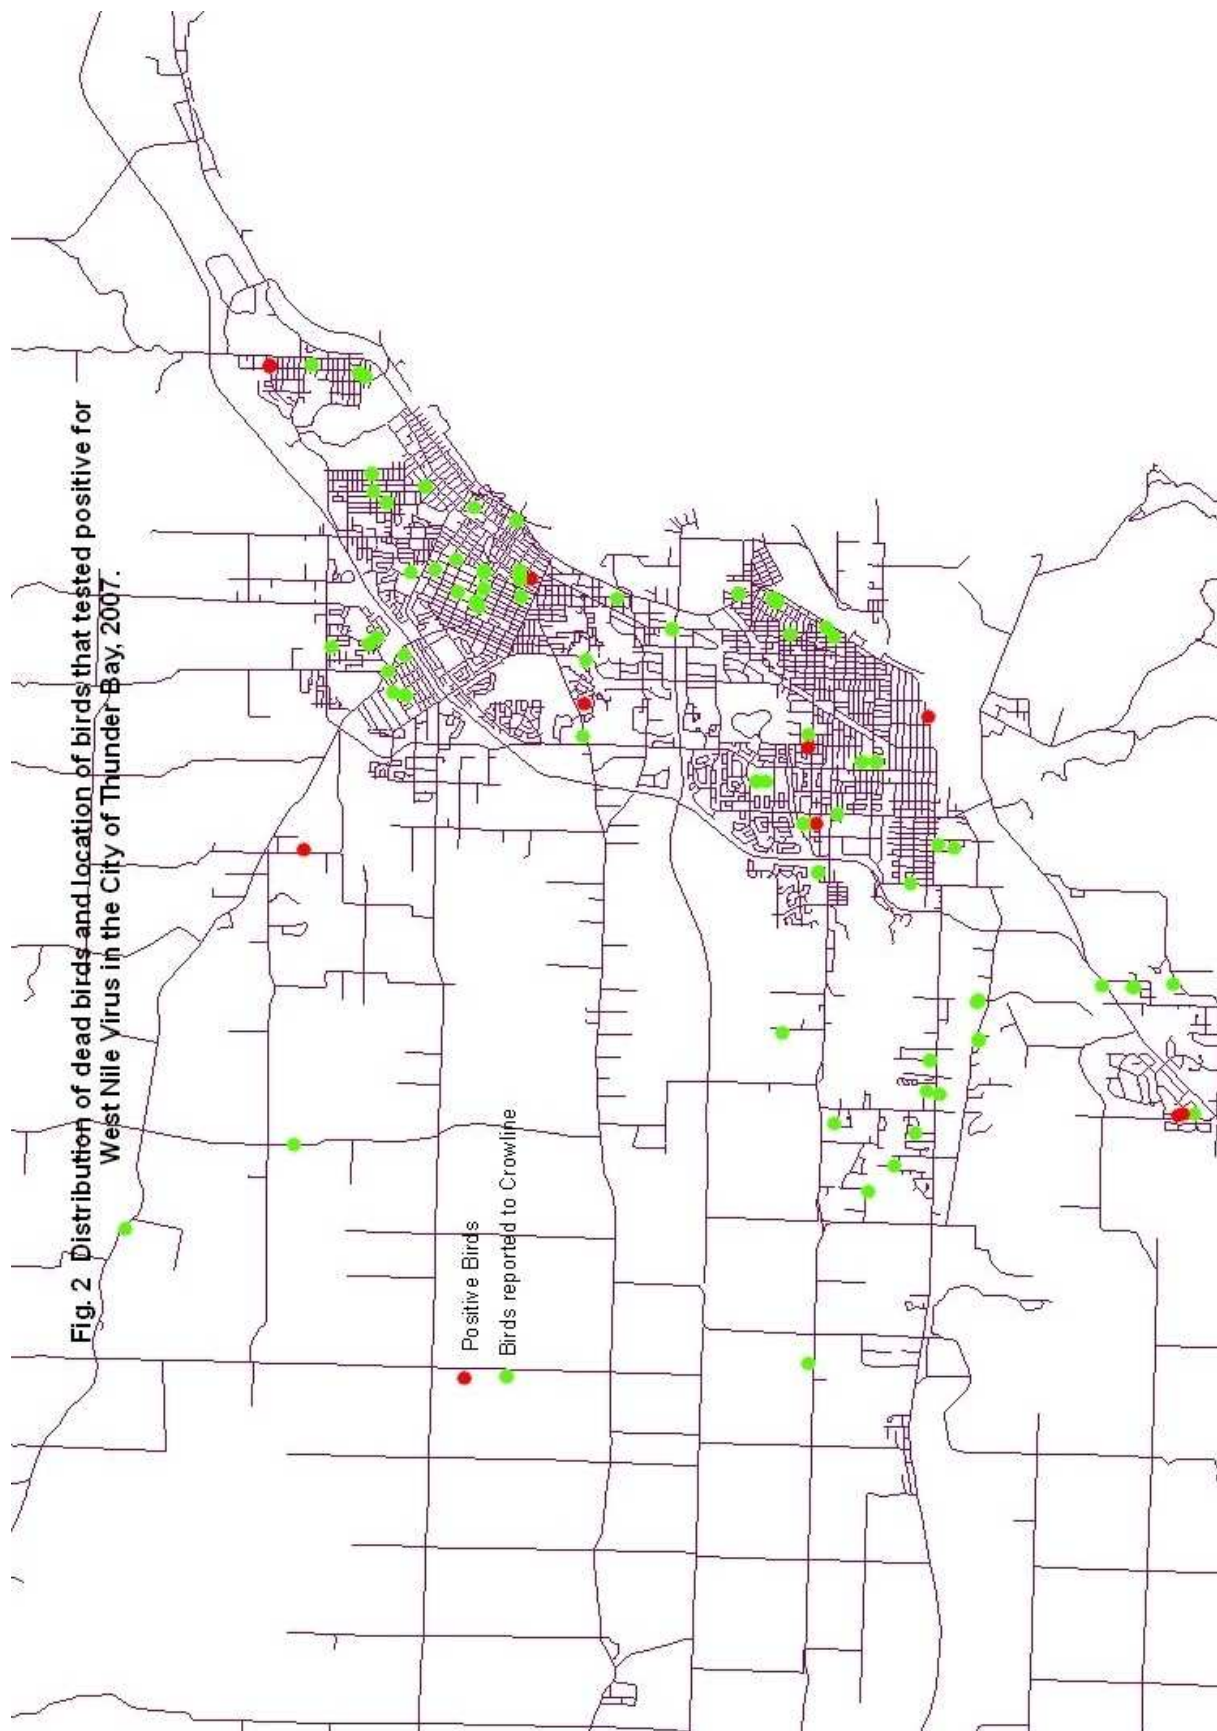 Fig. 2 Distribution of dead birds and location of birds that tested positive for
West Nile Virus in the City of Thunder Bay, 2007.
Positive Birds
Birds reported to Crowline